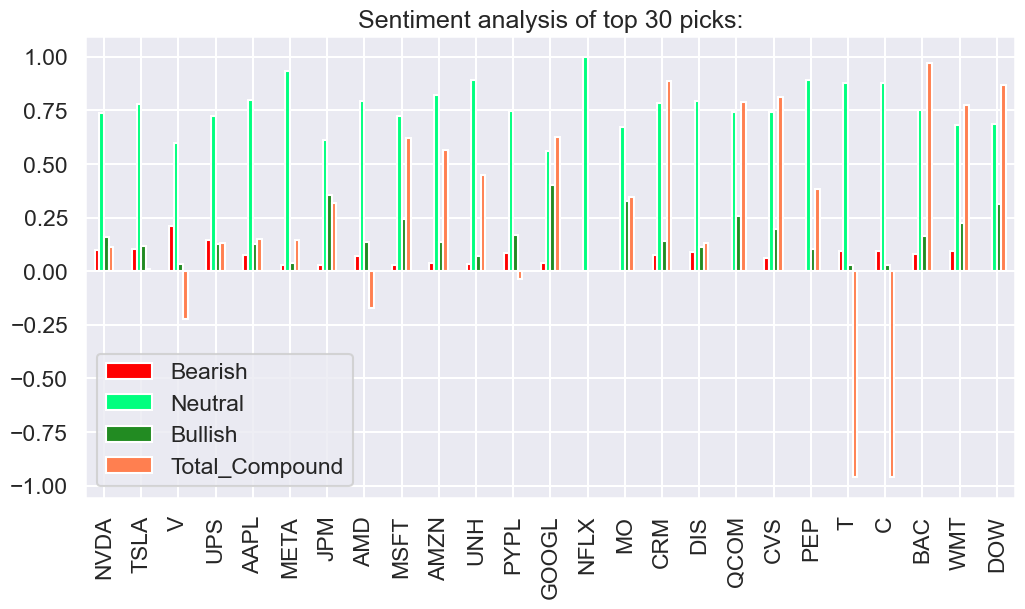 Sentiment analysis of top 30 picks:
1.00
0.75
0.50
0.25
0.00
−0.25
−0.50
−0.75
−1.00
Bearish
Neutral
Bullish
Total_Compound
NVDA
TSLA
V
UPS
AAPL
META
JPM
AMD
MSFT
AMZN
UNH
PYPL
GOOGL
NFLX
MO
CRM
DIS
QCOM
CVS
PEP
T
C
BAC
WMT
DOW